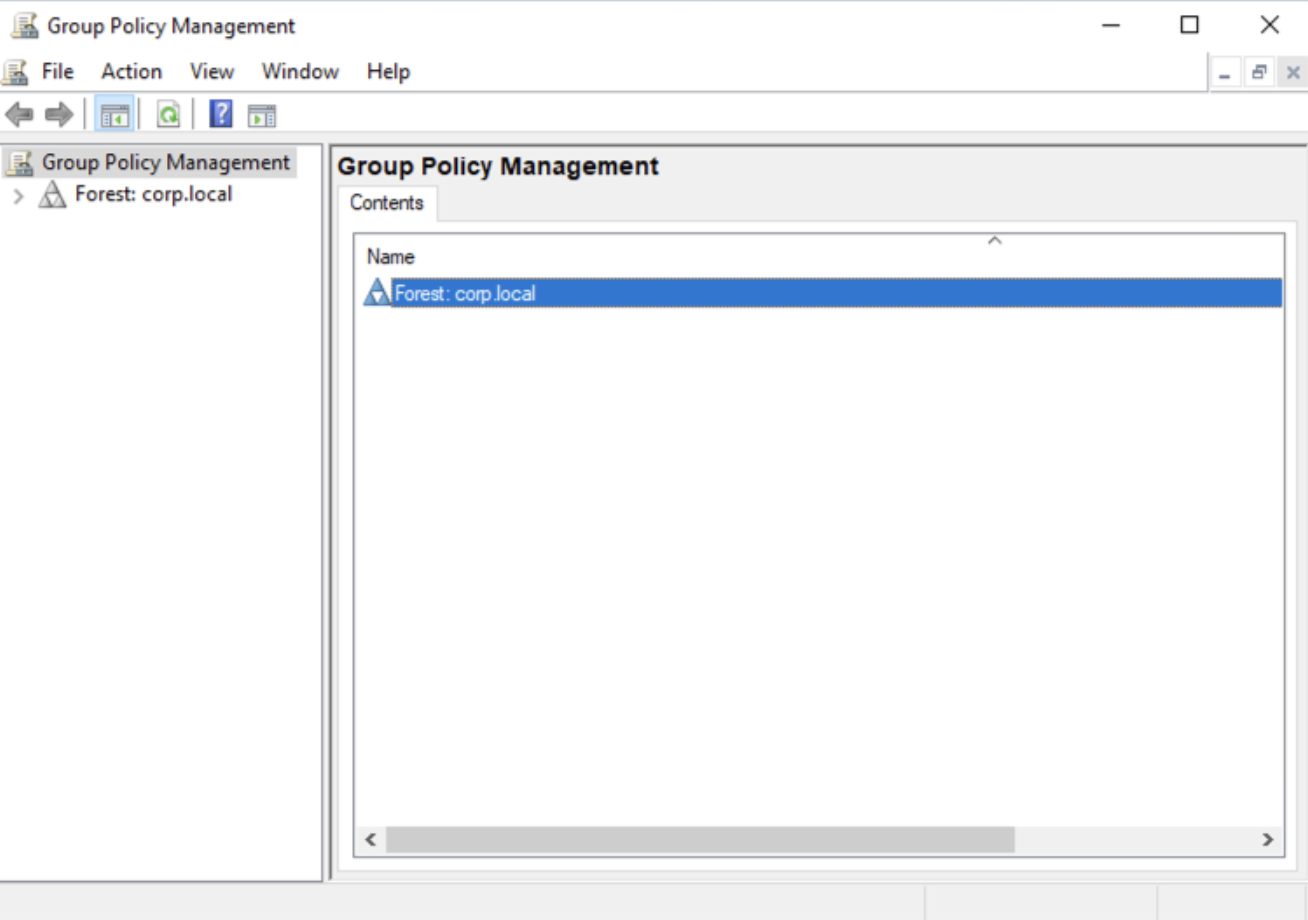 Group Policy Management
File Action View Window Help
Group Policy Management
Forest: corp.local
Group Policy Management
Contents
Name
Forest: corp.local